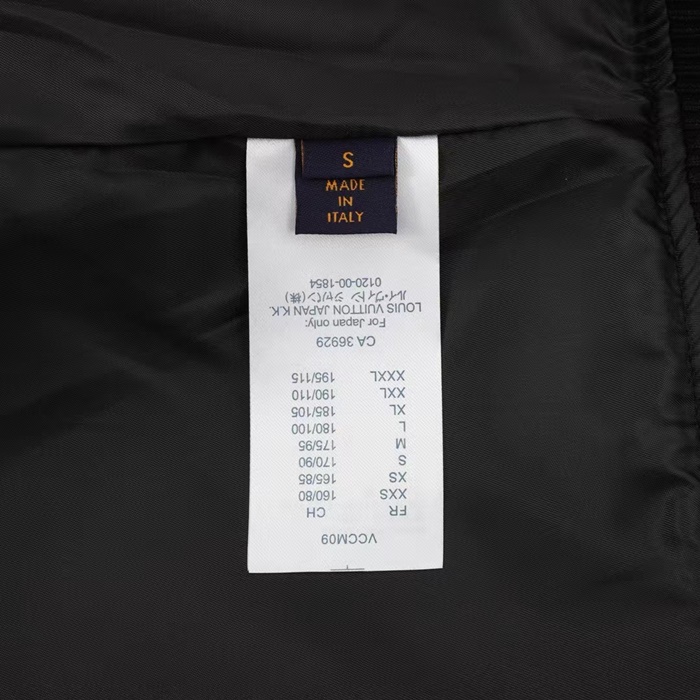 S
MADE
IN
ITALY
VCCM09
FR CH
XXS 160/80
XS 165/85
S 170/90
M 175/95
L 180/100
XL 185/105
XXL 190/110
XXXL 195/115
CA 36929
For Japan only:
LOUIS VUITTON JAPAN K.K.
ルイ・ヴィトン ジャパン(株)
0120-00-1854